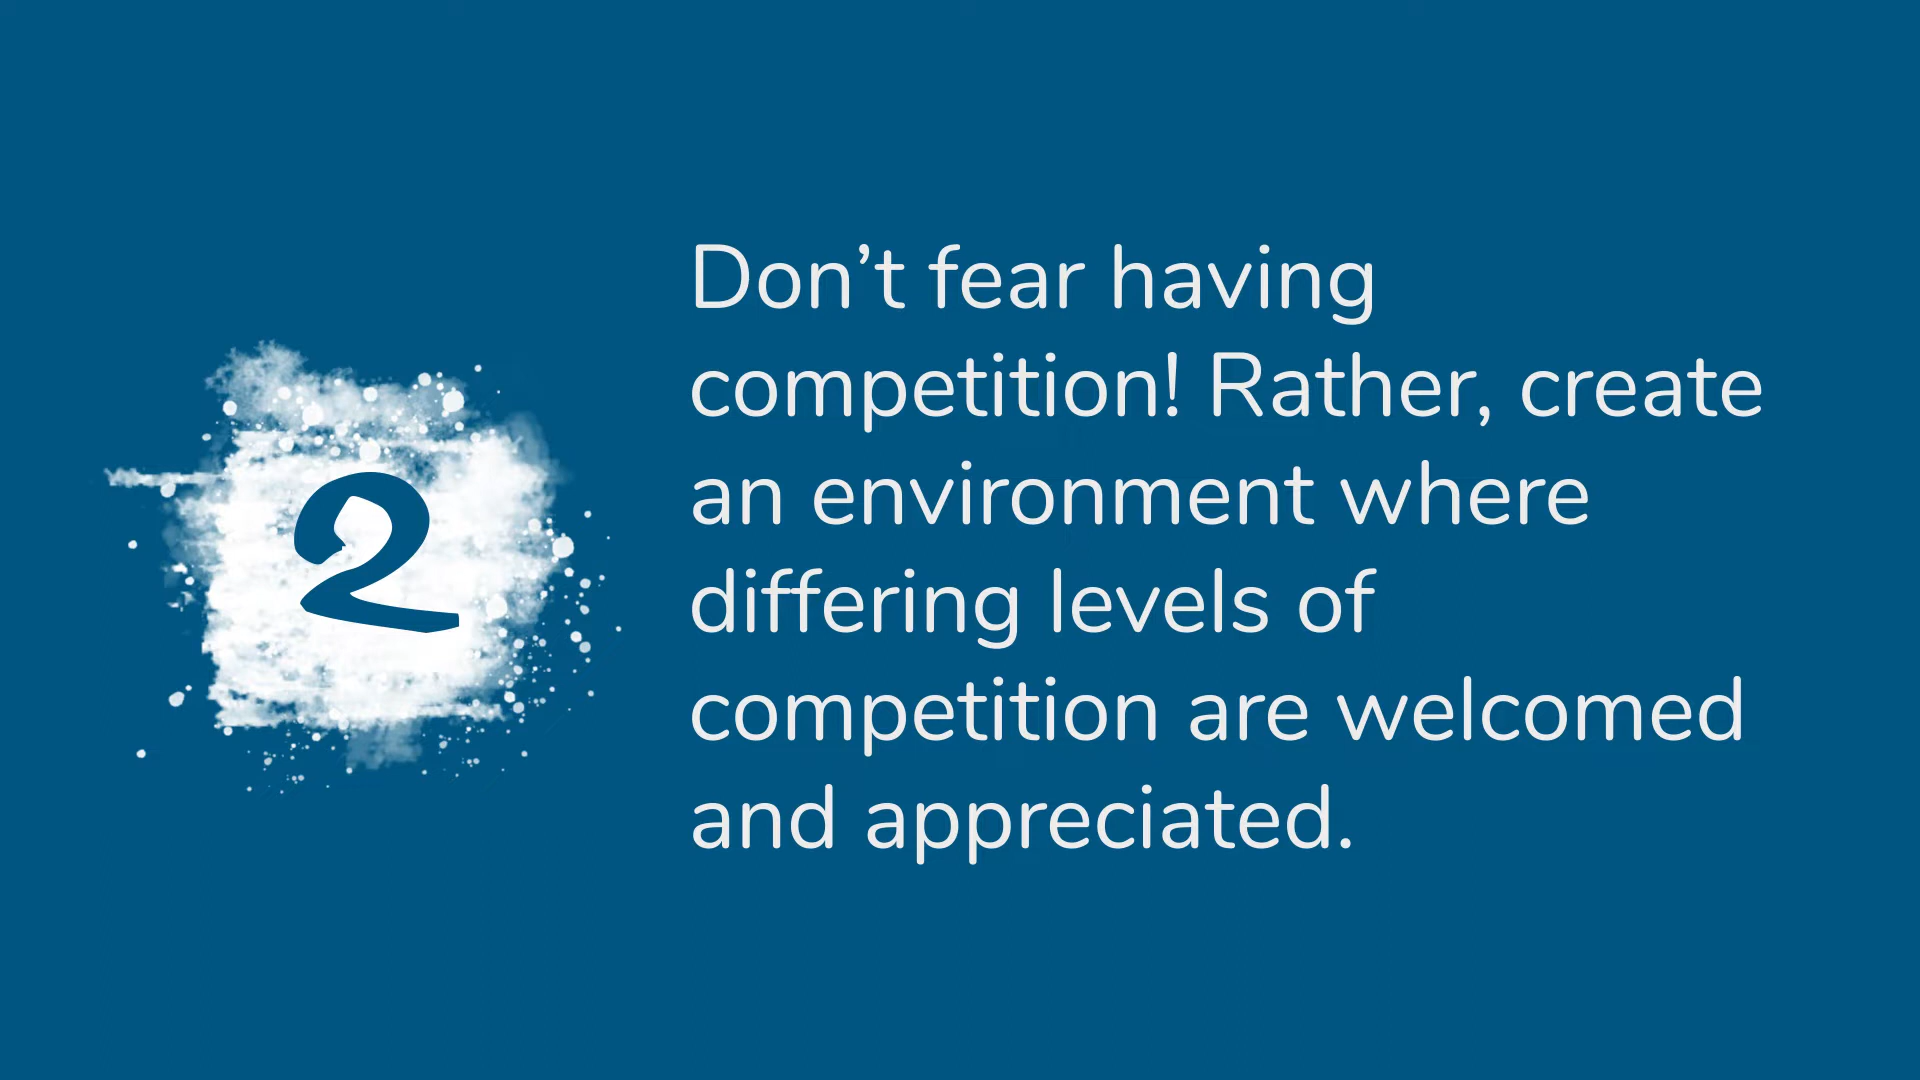 2
Don’t fear having
competition! Rather, create
an environment where
differing levels of
competition are welcomed
and appreciated.